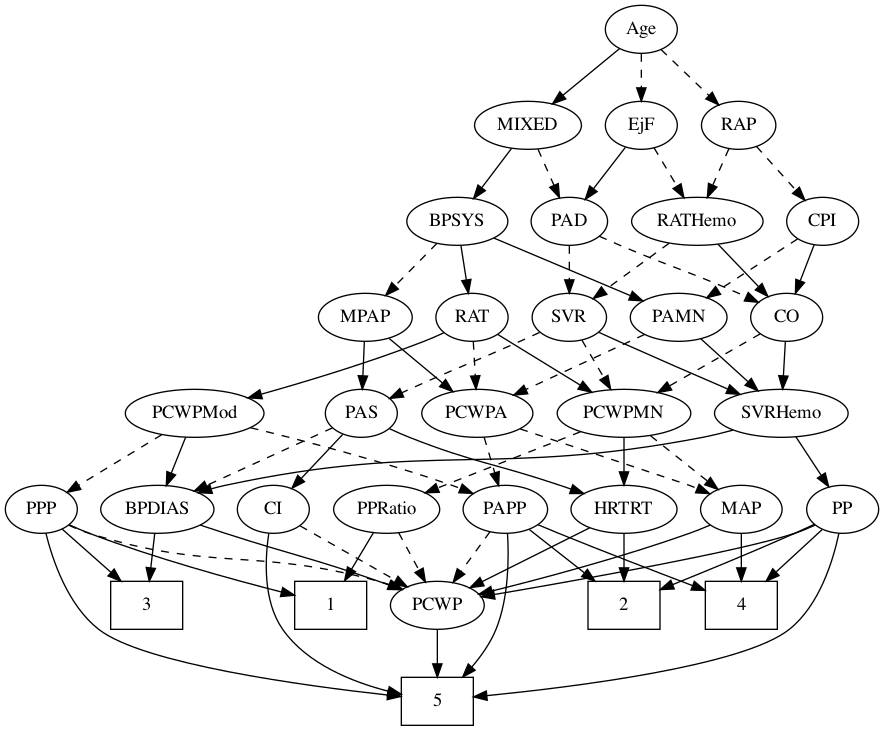 Age
MIXED
EjF
RAP
BPSYS
PAD
RATHemo
CPI
MPAP
RAT
SVR
PAMN
CO
PCWPMod
PAS
PCWPA
PCWPMN
SVRHemo
PPP
BPDIAS
CI
PPRatio
PAPP
HRTRT
MAP
PP
3
1
PCWP
2
4
5